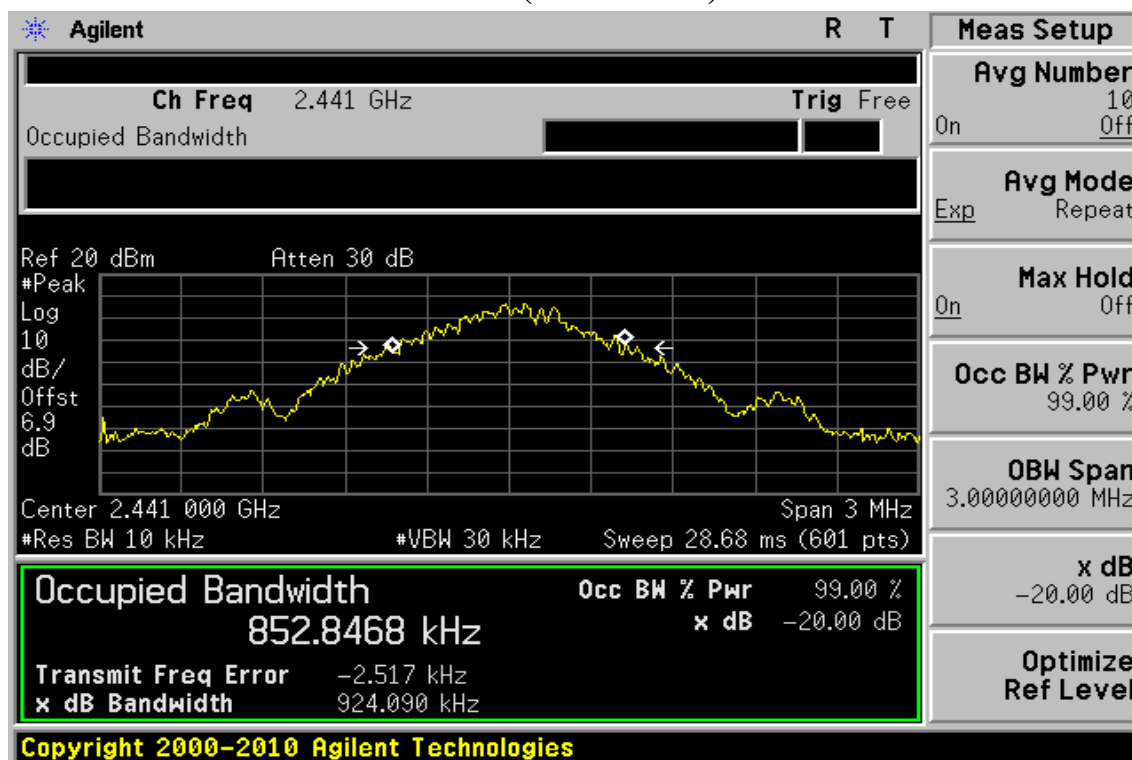 Agilent R T
Ch Freq 2.441 GHz Trig Free
Occupied Bandwidth
Ref 20 dBm Atten 30 dB
#Peak
Log
10
dB/
Offst
6.9
dB
Center 2.441 000 GHz Span 3 MHz
#Res BW 10 kHz #VBW 30 kHz Sweep 28.68 ms (601 pts)
Occupied Bandwidth
852.8468 kHz
Occ BW % Pwr 99.00 %
x dB -20.00 dB
Transmit Freq Error -2.517 kHz
x dB Bandwidth 924.090 kHz
Copyright 2000-2010 Agilent Technologies
Meas Setup
Avg Number
10
On Off
Avg Mode
Exp Repeat
Max Hold
On Off
Occ BW % Pwr
99.00 %
OBW Span
3.00000000 MHz
x dB
-20.00 dB
Optimize
Ref Level